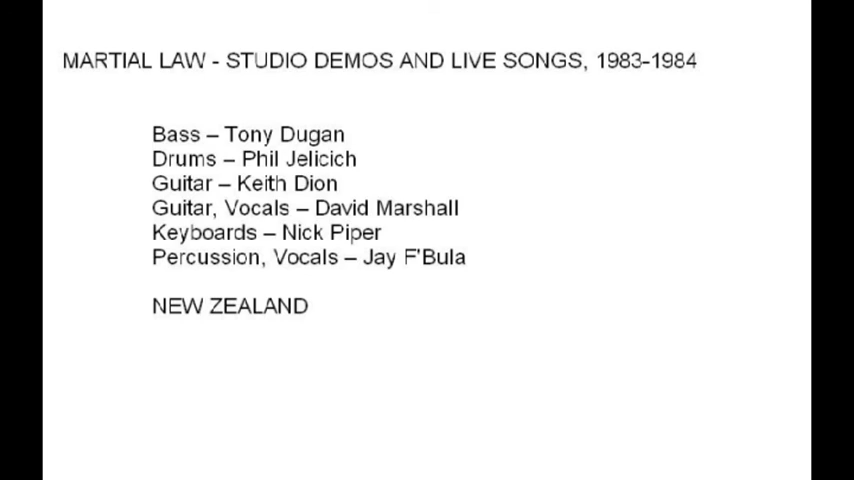 MARTIAL LAW - STUDIO DEMOS AND LIVE SONGS, 1983-1984
Bass – Tony Dugan
Drums – Phil Jelicich
Guitar – Keith Dion
Guitar, Vocals – David Marshall
Keyboards – Nick Piper
Percussion, Vocals – Jay F'Bula
NEW ZEALAND